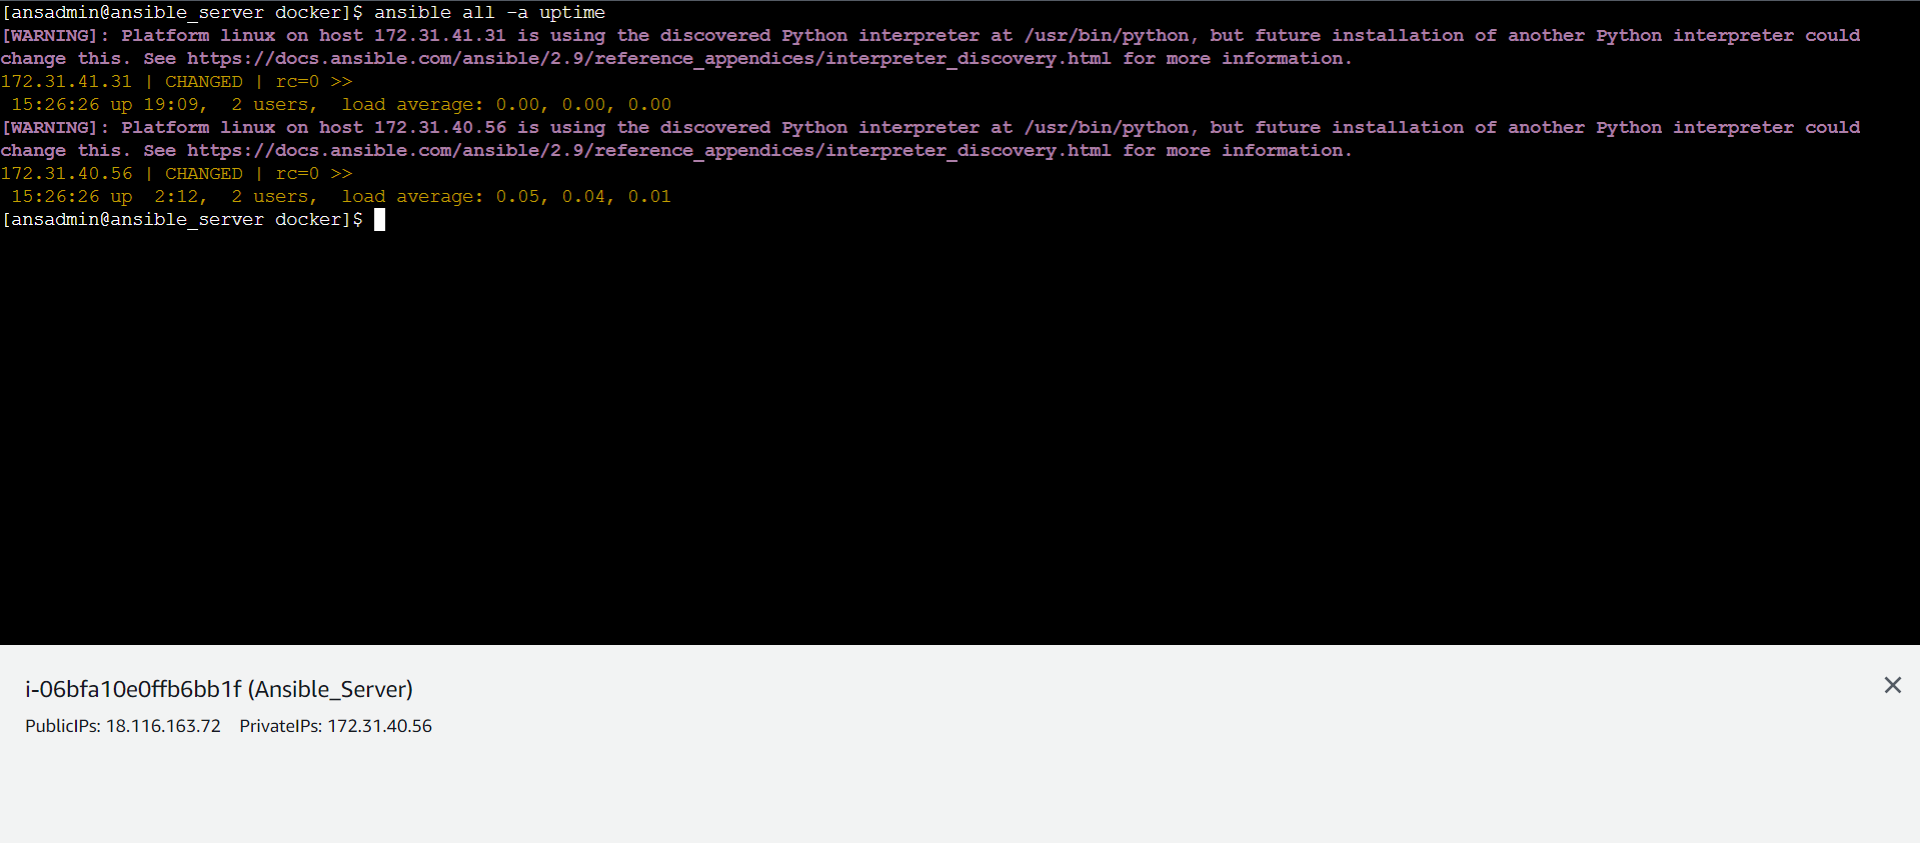 [ansadmin@ansible_server docker]$ ansible all -a uptime
[WARNING]: Platform linux on host 172.31.41.31 is using the discovered Python interpreter at /usr/bin/python, but future installation of another Python interpreter could
change this. See https://docs.ansible.com/ansible/2.9/reference_appendices/interpreter_discovery.html for more information.
172.31.41.31 | CHANGED | rc=0 >>
 15:26:26 up 19:09,  2 users,  load average: 0.00, 0.00, 0.00
[WARNING]: Platform linux on host 172.31.40.56 is using the discovered Python interpreter at /usr/bin/python, but future installation of another Python interpreter could
change this. See https://docs.ansible.com/ansible/2.9/reference_appendices/interpreter_discovery.html for more information.
172.31.40.56 | CHANGED | rc=0 >>
 15:26:26 up  2:12,  2 users,  load average: 0.05, 0.04, 0.01
[ansadmin@ansible_server docker]$
i-06bfa10e0ffb6bb1f (Ansible_Server)
PublicIPs: 18.116.163.72    PrivateIPs: 172.31.40.56